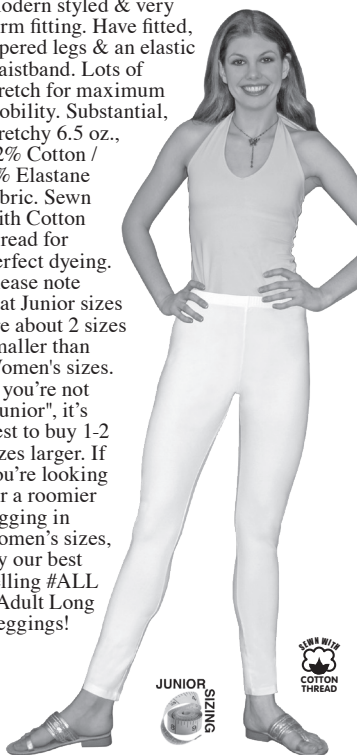 odern styled & very
rm fitting. Have fitted,
pered legs & an elastic
aistband. Lots of
retch for maximum
obility. Substantial,
retchy 6.5 oz.,
2% Cotton /
% Elastane
bric. Sewn
ith Cotton
read for
erfect dyeing.
ease note
at Junior sizes
e about 2 sizes
maller than
omen's sizes.
you're not
unior", it's
est to buy 1-2
zes larger. If
ou're looking
r a roomier
gging in
omen's sizes,
y our best
lling #ALL
Adult Long
eggings!
JUNIOR
SIZING
SEWN WITH
COTTON
THREAD